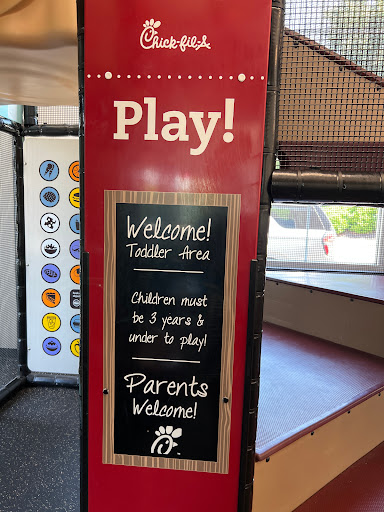 Chick-fil-A
Play!
Welcome!
Toddler Area
Children must
be 3 years &
under to play!
Parents
Welcome!